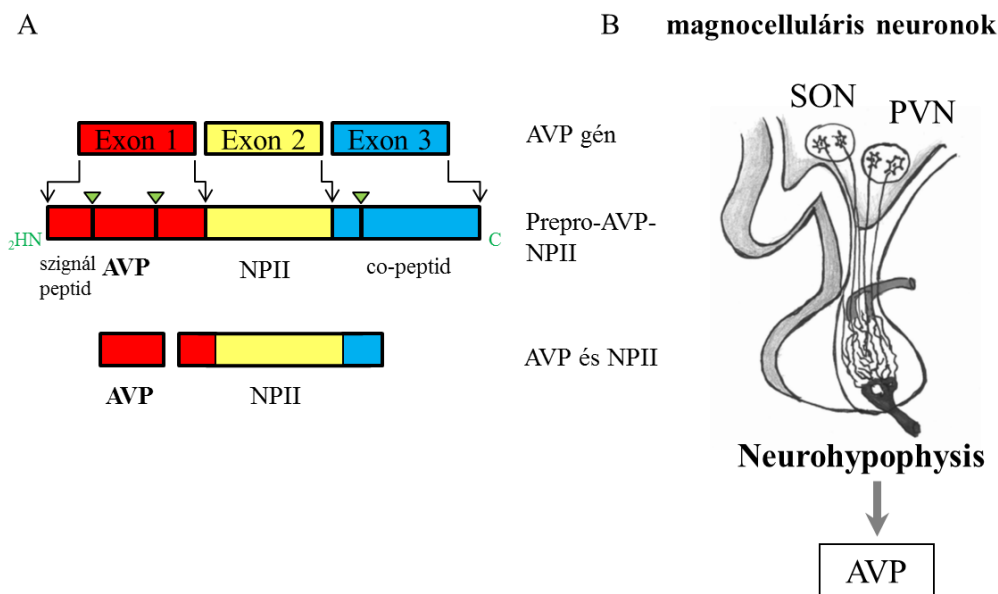 A
B magnocelluláris neuronok
SON
PVN
Exon 1 Exon 2 Exon 3
AVP gén
₂HN
C
Prepro-AVP-
NPII
szignál
peptid
AVP
NPII
co-peptid
AVP
NPII
AVP és NPII
Neurohypophysis
AVP